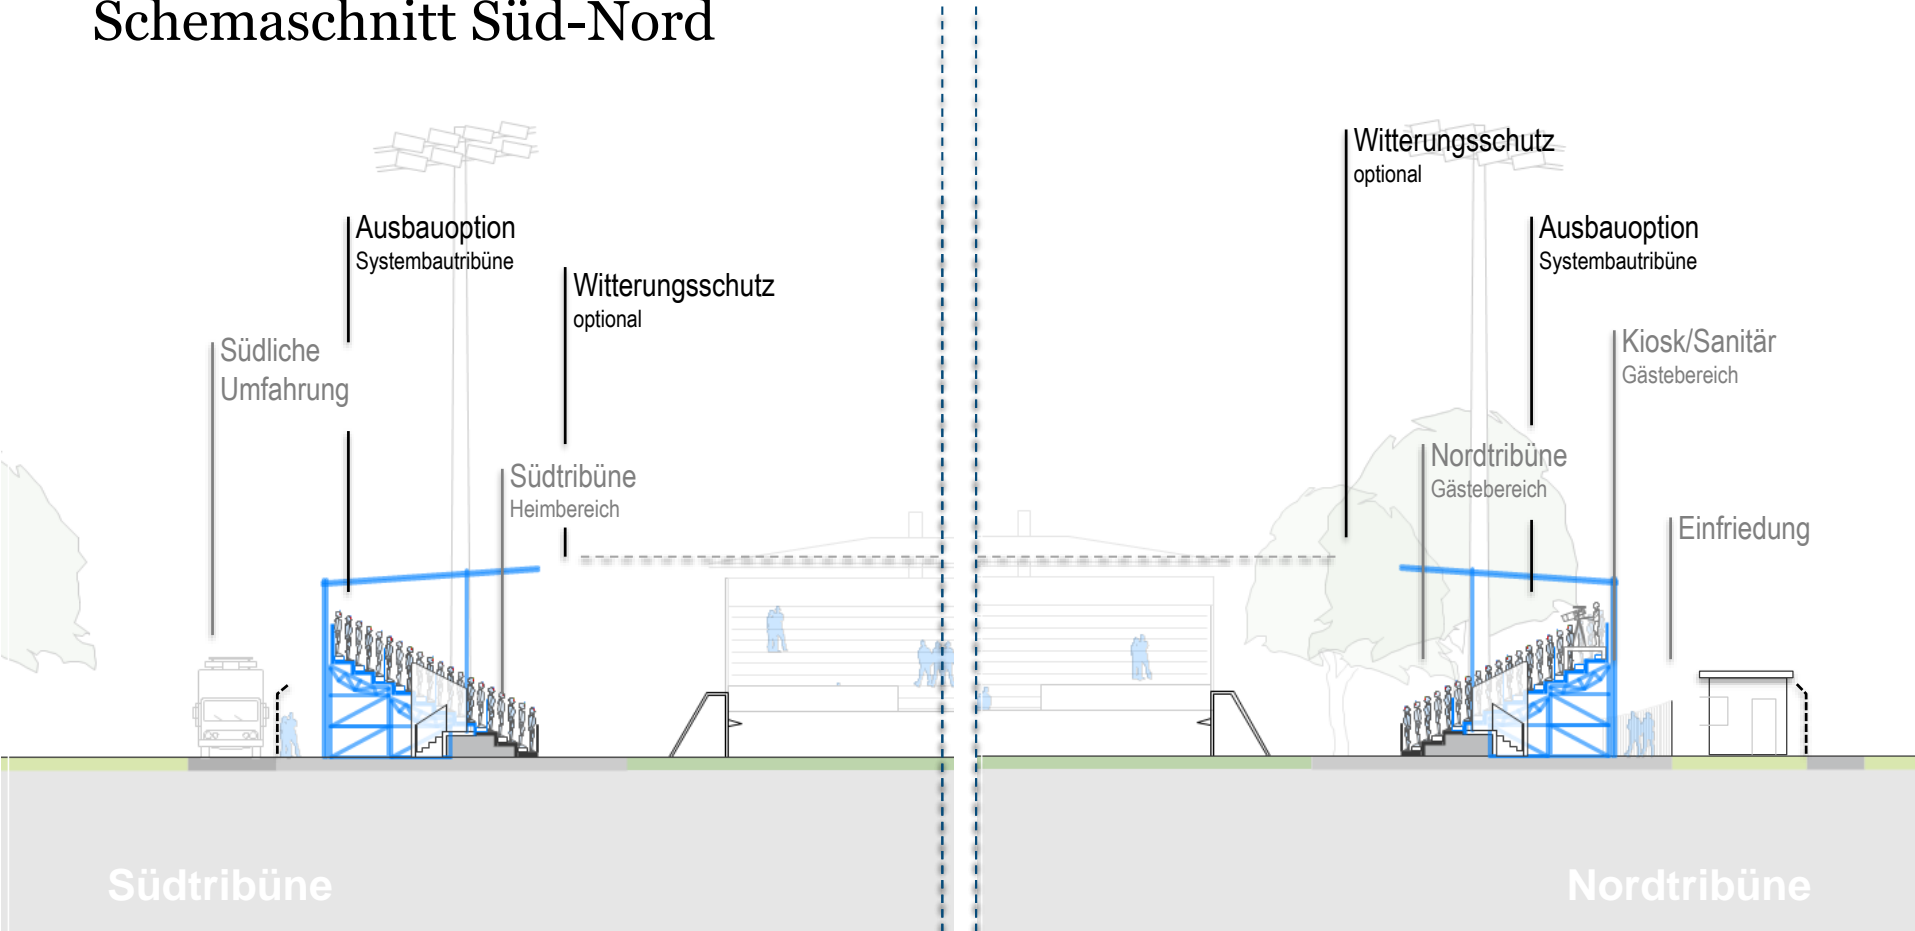 Schemaschnitt Süd-Nord
Ausbauoption
Systembautribüne
Witterungsschutz
optional
Südliche
Umfahrung
Südtribüne
Heimbereich
Witterungsschutz
optional
Ausbauoption
Systembautribüne
Kiosk/Sanitär
Gästebereich
Nordtribüne
Gästebereich
Einfriedung
Südtribüne
Nordtribüne